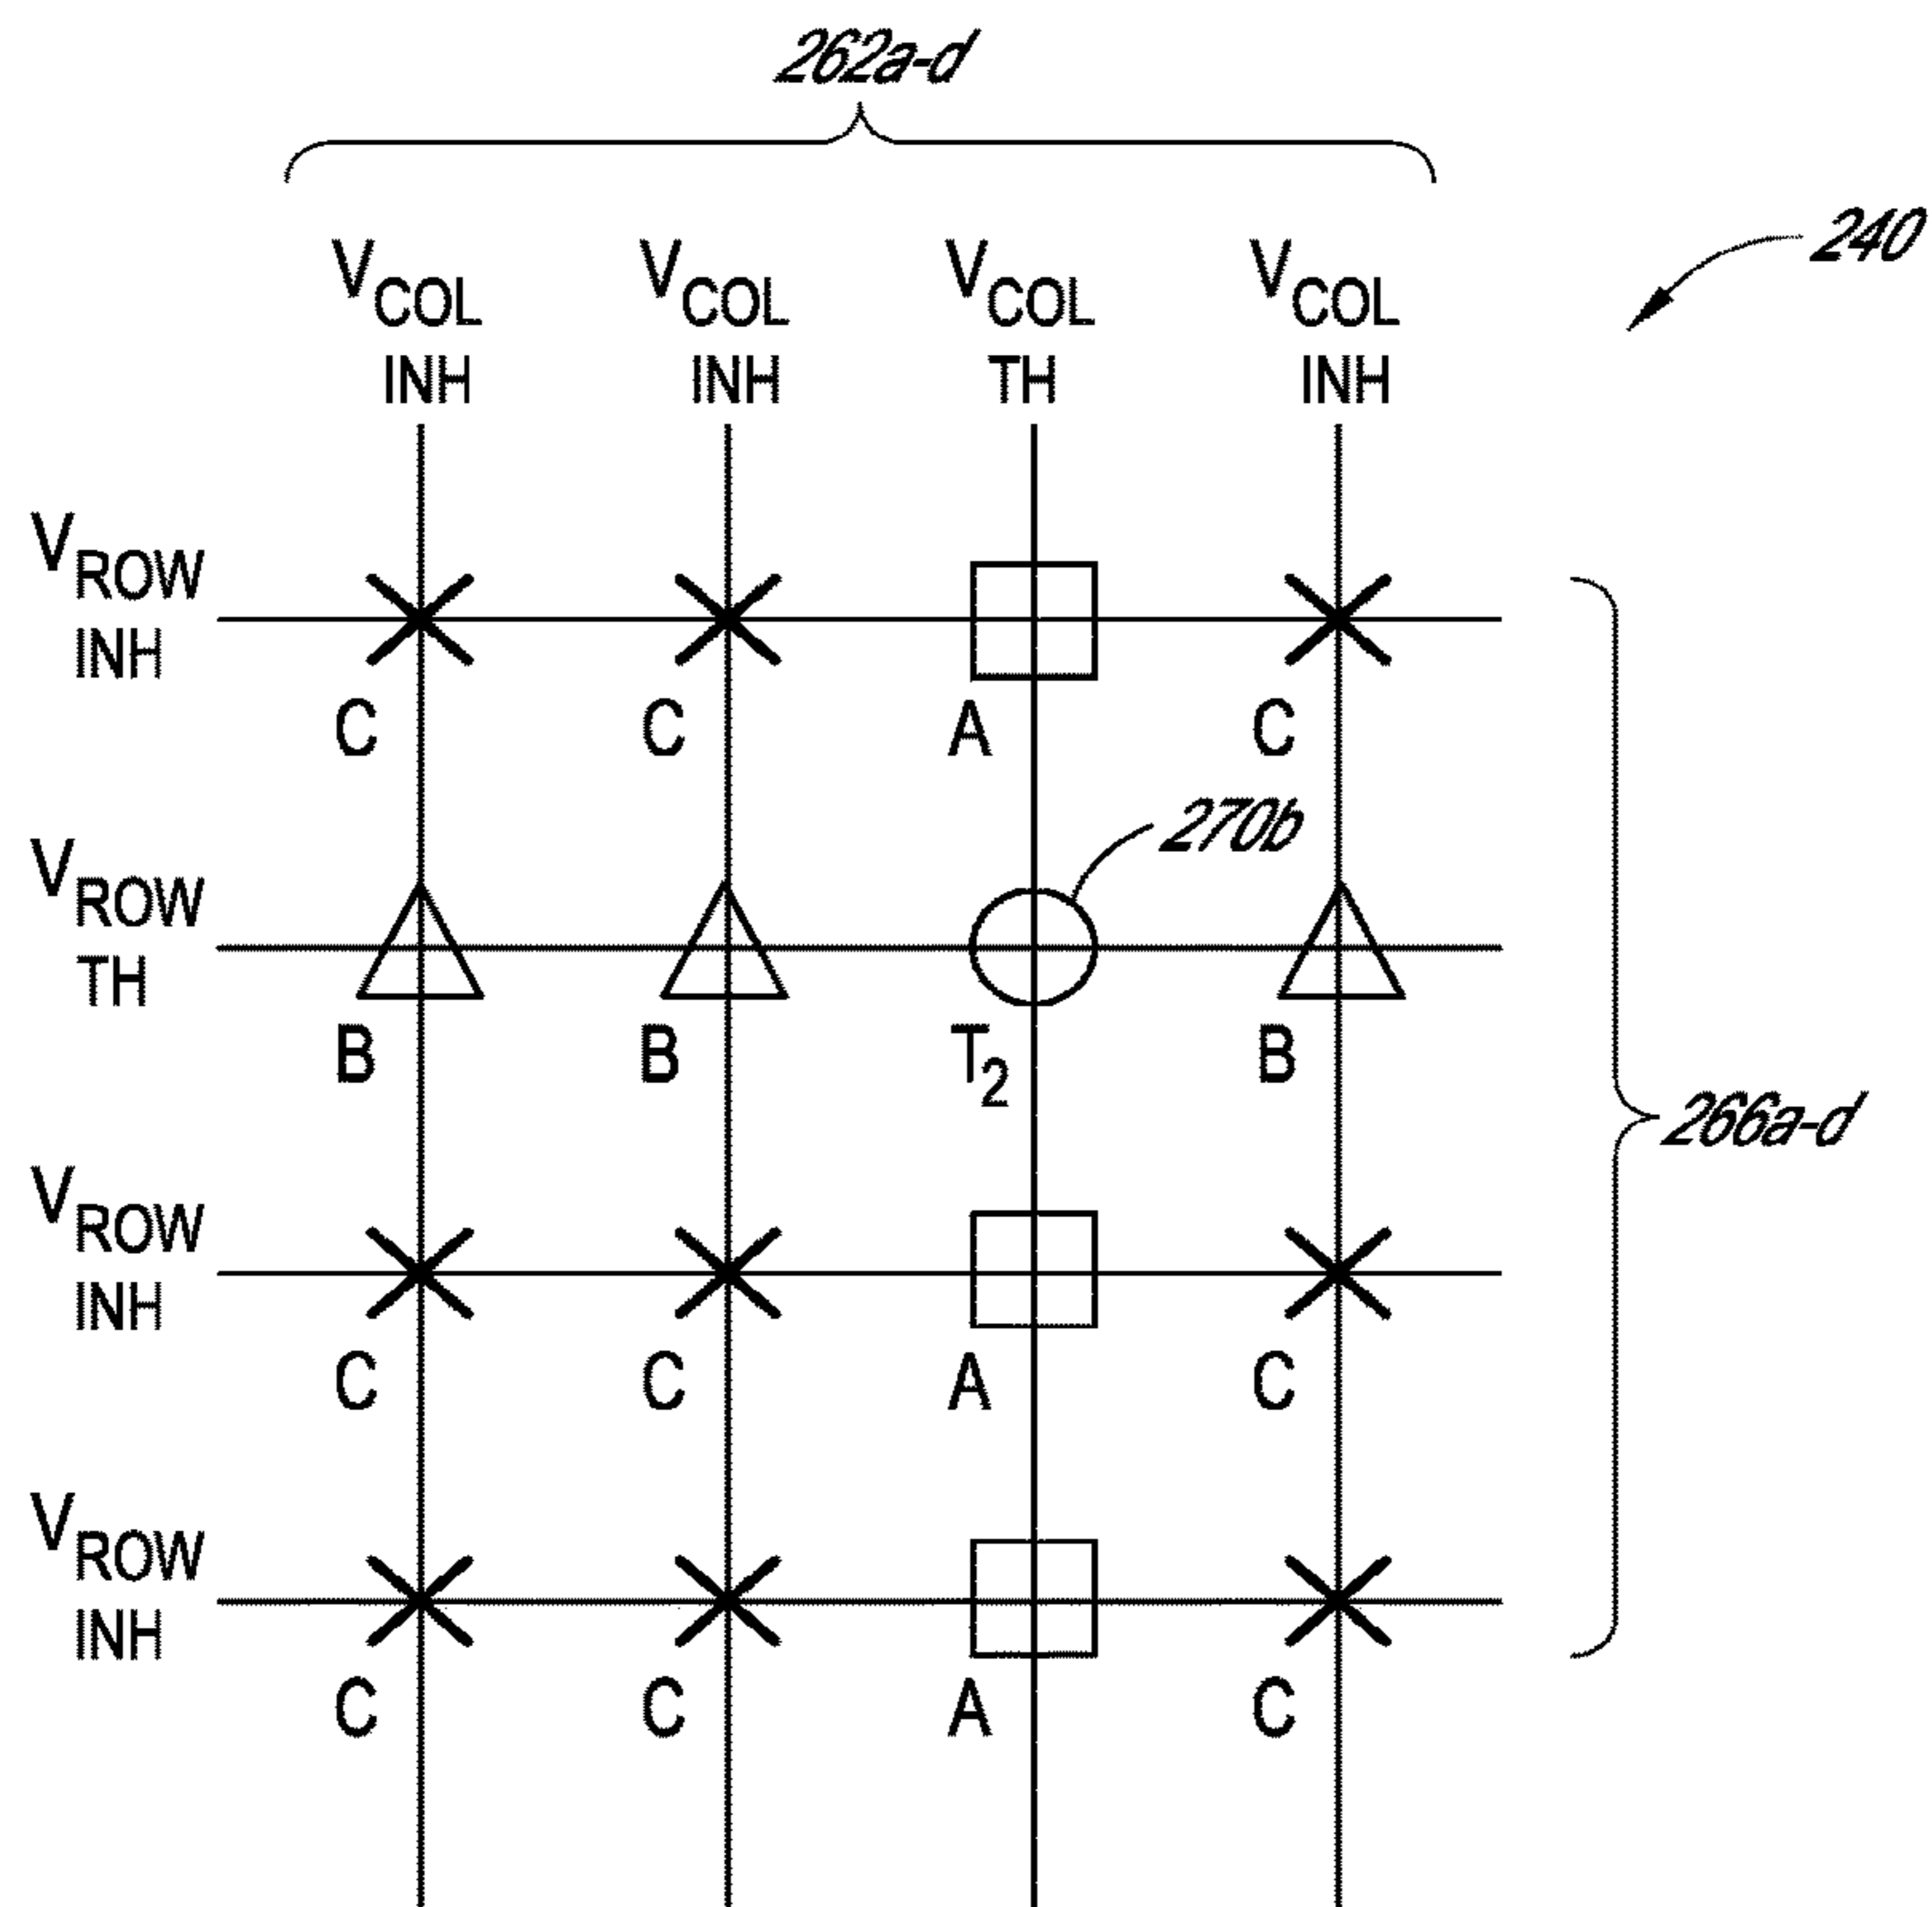 262a-d
240
VCOL INH VCOL INH VCOL TH VCOL INH
VROW INH
C C A C
270b
VROW TH
B B T2 B
266a-d
VROW INH
C C A C
VROW INH
C C A C